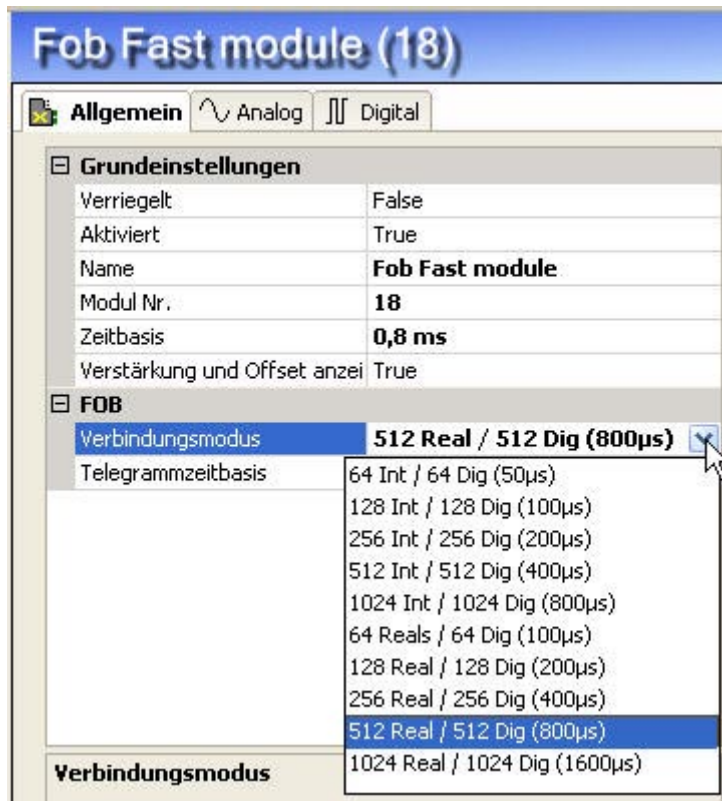 Fob Fast module (18)
Allgemein Analog Digital
Grundeinstellungen
Verriegelt False
Aktiviert True
Name Fob Fast module
Modul Nr. 18
Zeitbasis 0,8 ms
Verstärkung und Offset anzei True
FOB
Verbindungsmodus 512 Real / 512 Dig (800µs)
Telegrammzeitbasis
64 Int / 64 Dig (50µs)
128 Int / 128 Dig (100µs)
256 Int / 256 Dig (200µs)
512 Int / 512 Dig (400µs)
1024 Int / 1024 Dig (800µs)
64 Reals / 64 Dig (100µs)
128 Real / 128 Dig (200µs)
256 Real / 256 Dig (400µs)
512 Real / 512 Dig (800µs)
1024 Real / 1024 Dig (1600µs)
Verbindungsmodus